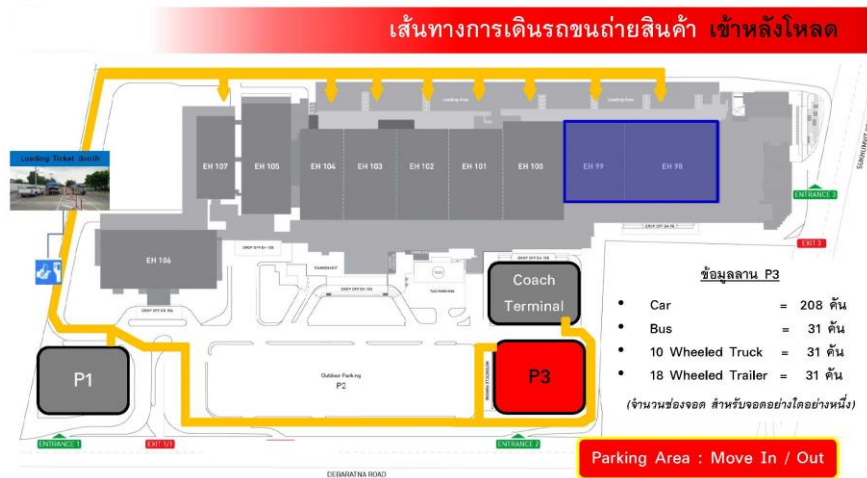 เส้นทางการเดินรถขนถ่ายสินค้า เข้าหลังโหลด
Loading Area
Loading Area
Loading Ticket Booth
EH 107
EH 105
EH 104
EH 103
EH 102
EH 101
EH 100
EH 99
EH 98
ENTRANCE 3
EXIT 3
EH 106
Coach
Terminal
P1
Outdoor Parking
P2
P3
ENTRANCE 1
EXIT 1/1
ENTRANCE 2
DEBARATNA ROAD
ข้อมูลลาน P3
• Car = 208 คัน
• Bus = 31 คัน
• 10 Wheeled Truck = 31 คัน
• 18 Wheeled Trailer = 31 คัน
(จำนวนช่องจอด สำหรับจอดอย่างใดอย่างหนึ่ง)
Parking Area : Move In / Out